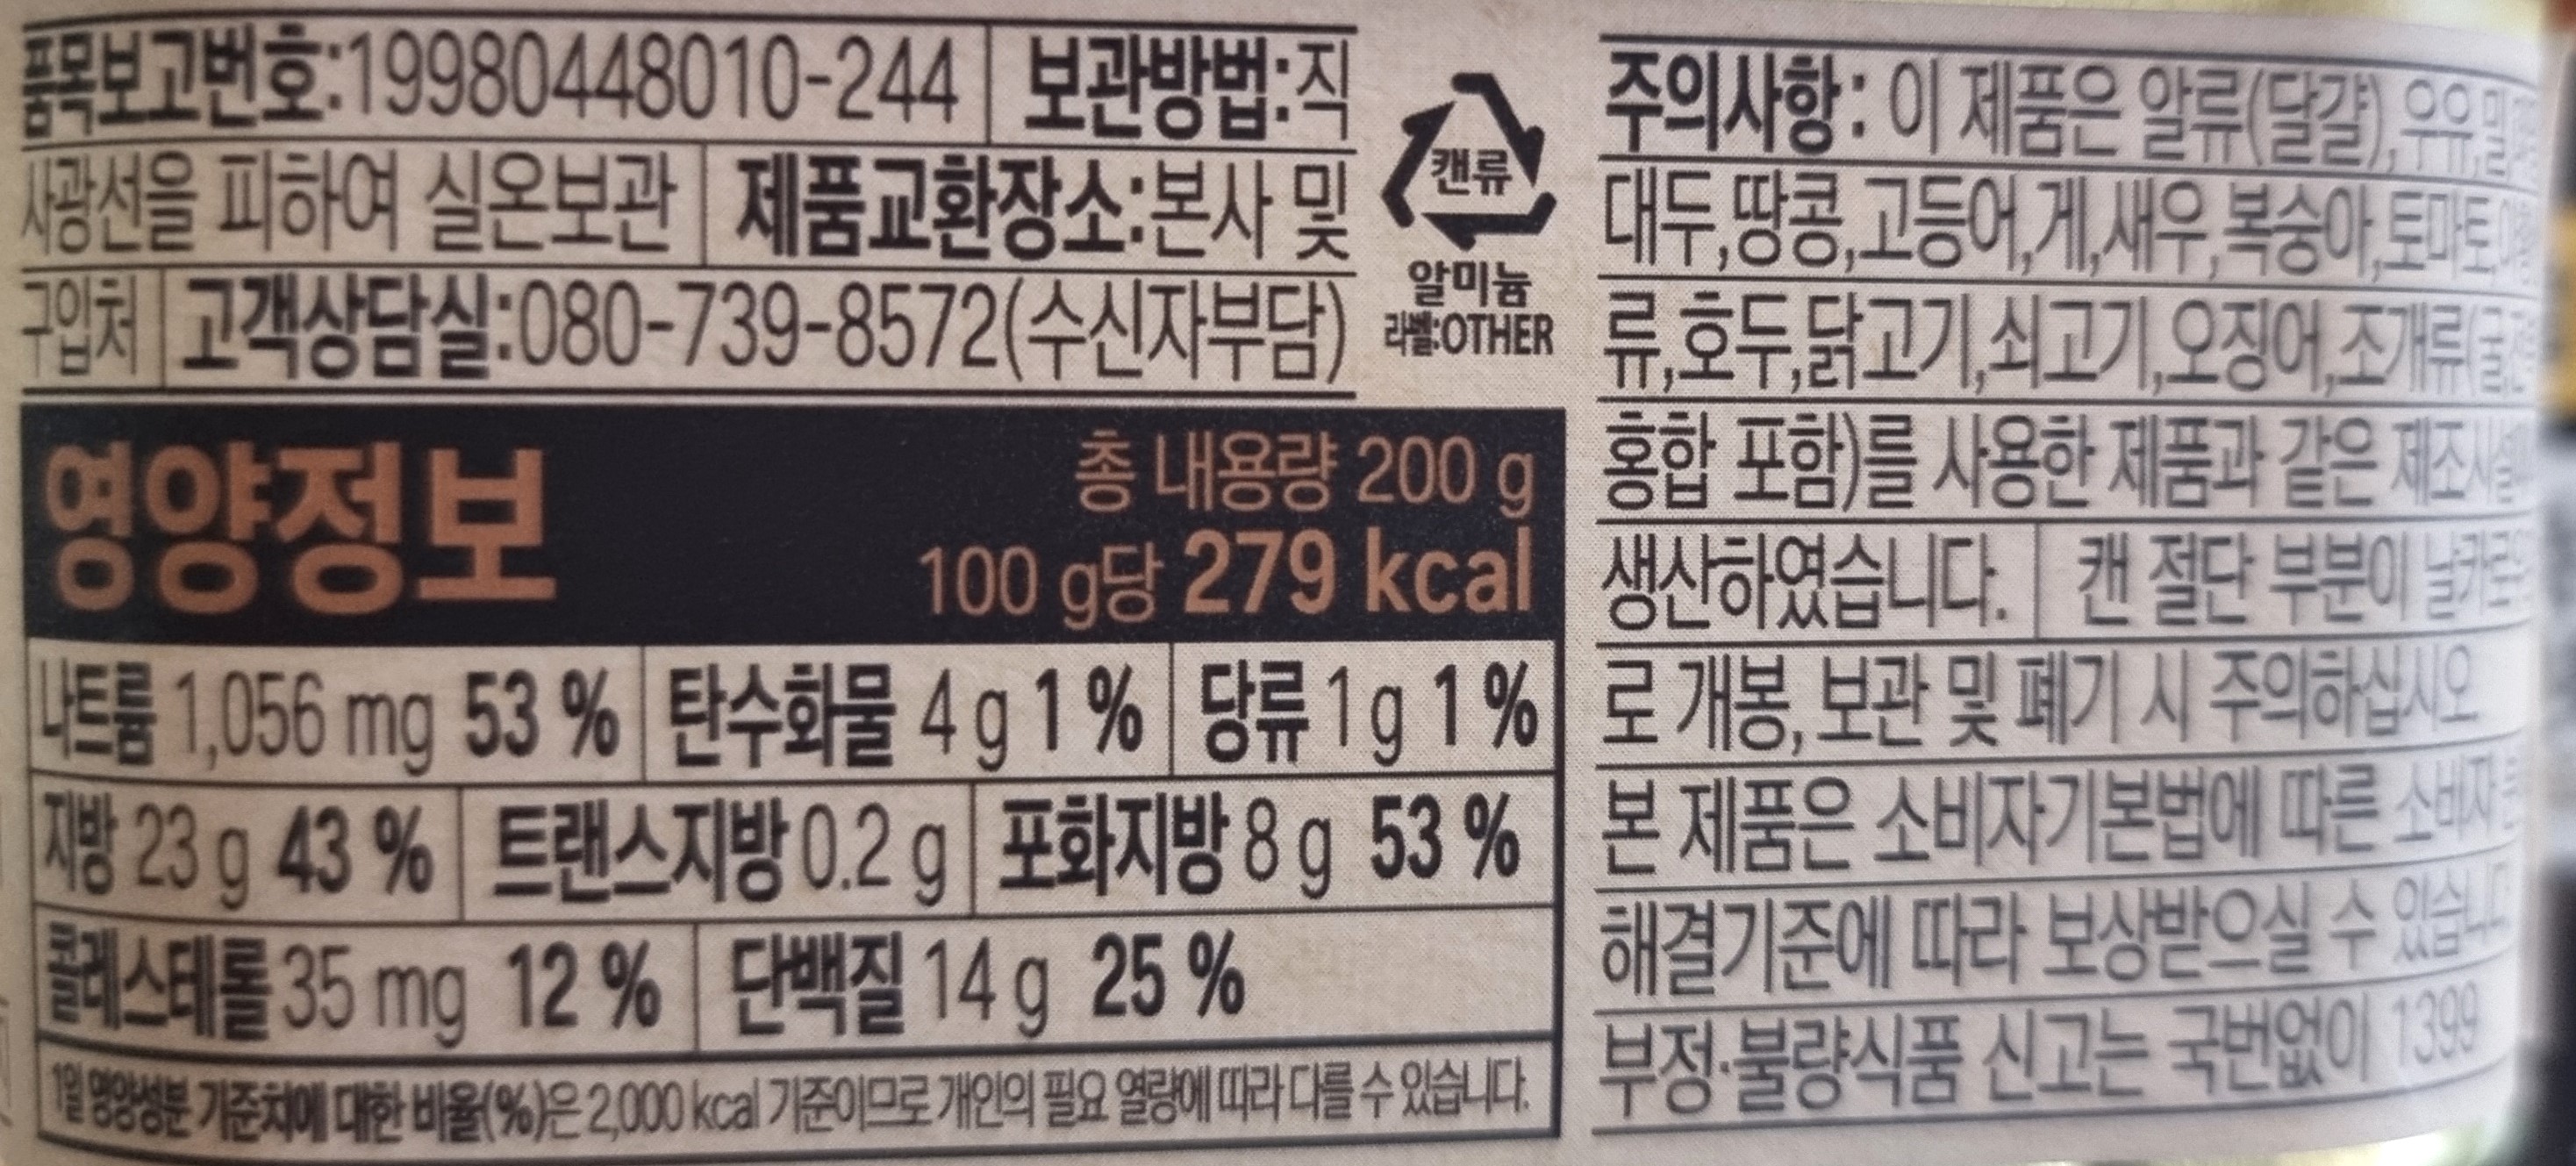 품목보고번호:19980448010-244 보관방법:직
사광선을 피하여 실온보관 제품교환장소:본사 및
구입처 고객상담실:080-739-8572(수신자부담)
캔류
알미늄
라벨:OTHER
영양정보
총 내용량 200 g
100 g당 279 kcal
나트륨 1,056 mg 53 % 탄수화물 4 g 1 % 당류 1 g 1 %
지방 23 g 43 % 트랜스지방 0.2 g 포화지방 8 g 53 %
콜레스테롤 35 mg 12 % 단백질 14 g 25 %
1일 영양성분 기준치에 대한 비율(%)은 2,000 kcal 기준이므로 개인의 필요 열량에 따라 다를 수 있습니다.
주의사항: 이 제품은 알류(달걀),우유,밀
대두,땅콩,고등어,게,새우,복숭아,토마토,
류,호두,닭고기,쇠고기,오징어,조개류(굴
홍합 포함)를 사용한 제품과 같은 제조시설
생산하였습니다. 캔 절단 부분이 날카로우
로 개봉, 보관 및 폐기 시 주의하십시오
본 제품은 소비자기본법에 따른 소비자
해결기준에 따라 보상받으실 수 있습니다
부정·불량식품 신고는 국번없이 1399